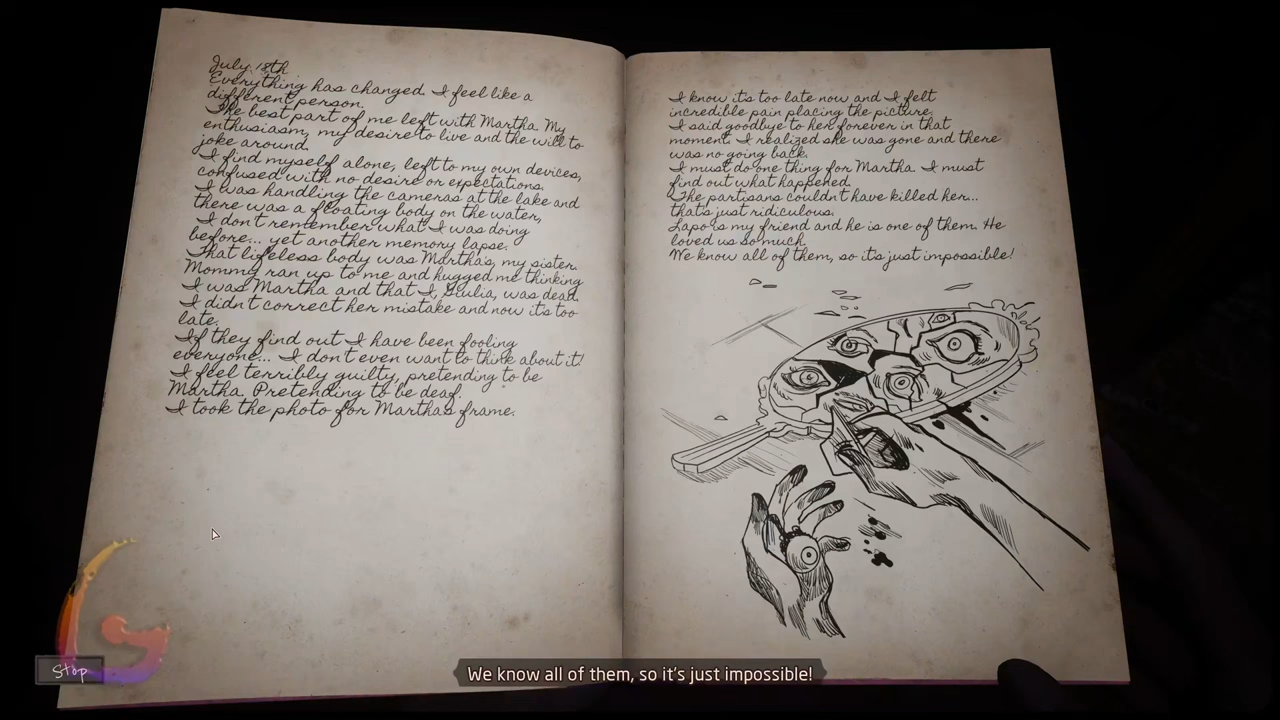 July 18th
Everything has changed. I feel like a
different person.
The best part of me left with Martha. My
enthusiasm, my desire to live and the will to
joke around.
I find myself alone, left to my own devices,
confused with no desire or expectations.
I was handling the cameras at the lake and
there was a floating body on the water,
I don't remember what I was doing
before... yet another memory lapse.
That lifeless body was Martha's, my sister.
Mommy ran up to me and hugged me thinking
I was Martha and that I, Giulia, was dead.
I didn't correct her mistake and now it's too
late.
If they find out I have been fooling
everyone... I don't even want to think about it!
I feel terribly guilty, pretending to be
Martha. Pretending to be deaf.
I took the photo for Martha's frame.
I know it's too late now and I felt
incredible pain placing the picture.
I said goodbye to her forever in that
moment. I realized she was gone and there
was no going back.
I must do one thing for Martha. I must
find out what happened.
The partisans couldn't have killed her...
that's just ridiculous.
Lapo is my friend and he is one of them. He
loved us so much.
We know all of them, so it's just impossible!
Stop
We know all of them, so it's just impossible!